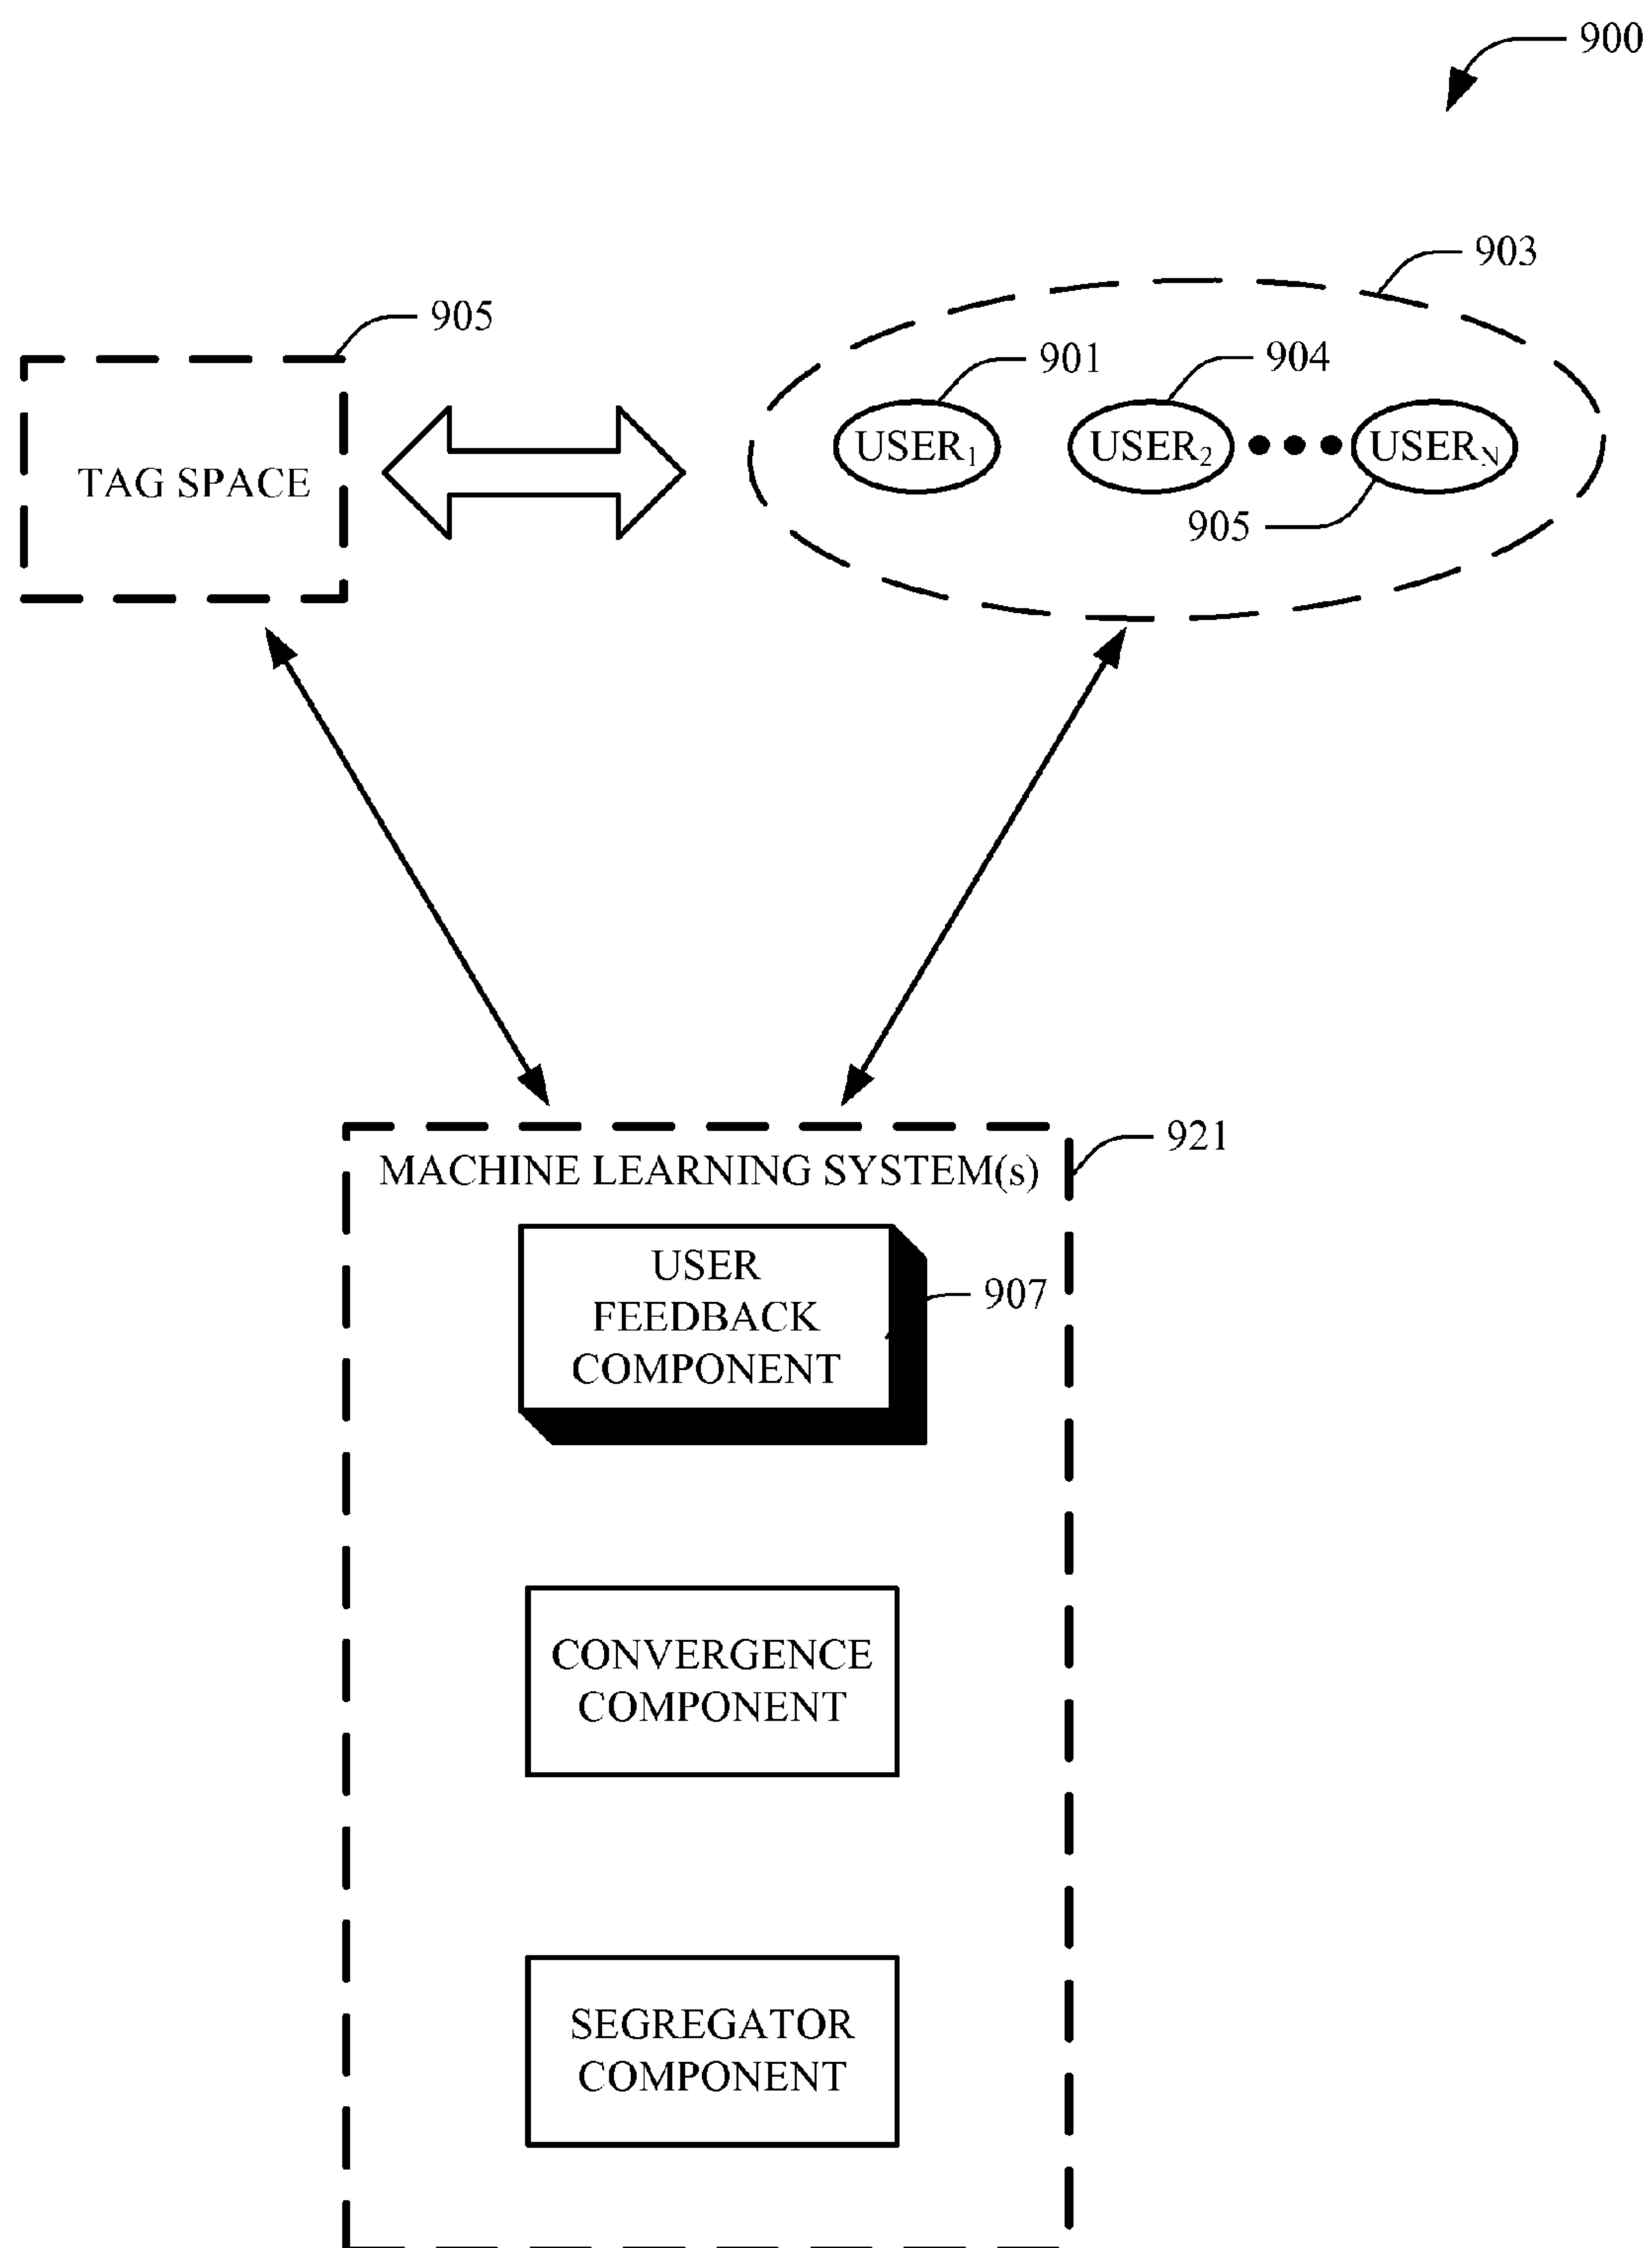 900
903
905
901
904
TAG SPACE
USER₁
USER₂
USER_N
905
921
MACHINE LEARNING SYSTEM(s)
USER
FEEDBACK
COMPONENT
907
CONVERGENCE
COMPONENT
SEGREGATOR
COMPONENT